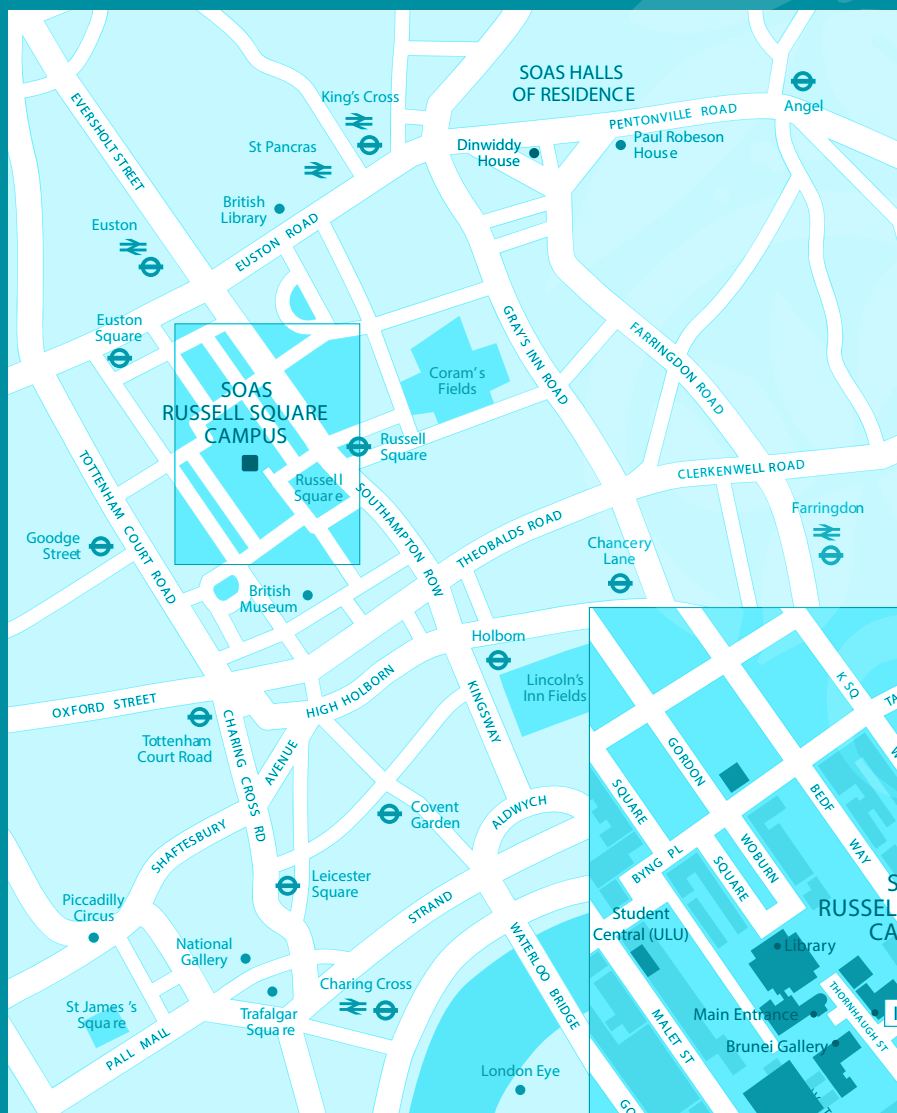 SOAS HALLS
OF RESIDENCE
King's Cross
Angel
PENTONVILLE ROAD
EVERSHOLT STREET
St Pancras
Dinwiddy
House
Paul Robeson
House
British
Library
EUSTON ROAD
Euston
Euston
Square
GRAY'S INN ROAD
FARRINGDON ROAD
Coram's
Fields
SOAS
RUSSELL SQUARE
CAMPUS
Russell
Square
Russell
Square
TOTTENHAM COURT ROAD
SOUTHAMPTON ROW
CLERKENWELL ROAD
THEOBALDS ROAD
Farringdon
Goodge
Street
Chancery
Lane
British
Museum
Holborn
Lincoln's
Inn Fields
HIGH HOLBORN
KINGSWAY
OXFORD STREET
Tottenham
Court Road
CHARING CROSS RD
SHAFTESBURY AVENUE
Covent
Garden
ALDWYCH
Leicester
Square
STRAND
Piccadilly
Circus
National
Gallery
WATERLOO BRIDGE
Charing Cross
St James's
Square
Trafalgar
Square
PALL MALL
London Eye
K SQ
TA
GORDON
SQUARE
BEDF
WAY
WOBURN
SQUARE
BYNG PL
S
RUSSEL
CA
Student
Central (ULU)
Library
Main Entrance
THORNHAUGH ST
Brunei Gallery
MALET ST
GO